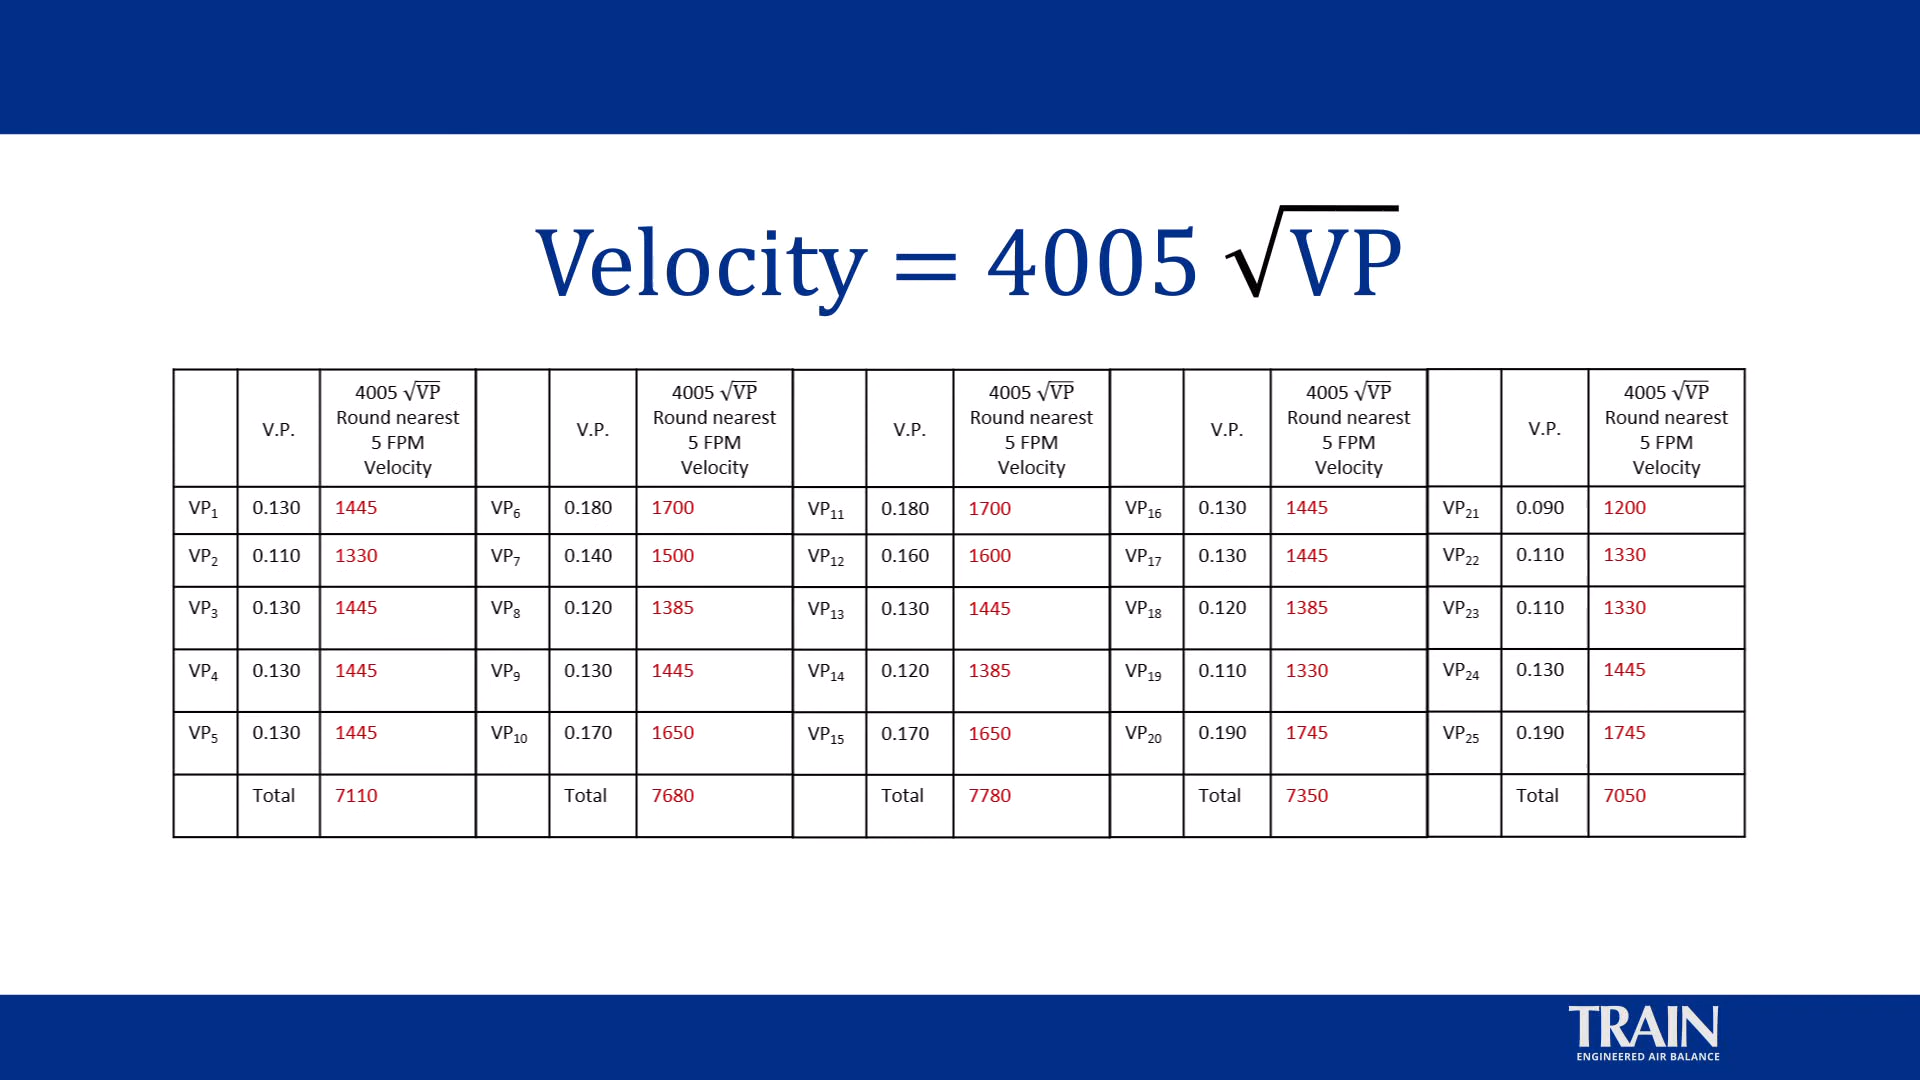 Velocity = 4005 √VP
4005 √VP 4005 √VP 4005 √VP 4005 √VP 4005 √VP
Round nearest Round nearest Round nearest Round nearest Round nearest
V.P. 5 FPM V.P. 5 FPM V.P. 5 FPM V.P. 5 FPM V.P. 5 FPM
Velocity Velocity Velocity Velocity Velocity
VP1 0.130 1445 VP6 0.180 1700 VP11 0.180 1700 VP16 0.130 1445 VP21 0.090 1200
VP2 0.110 1330 VP7 0.140 1500 VP12 0.160 1600 VP17 0.130 1445 VP22 0.110 1330
VP3 0.130 1445 VP8 0.120 1385 VP13 0.130 1445 VP18 0.120 1385 VP23 0.110 1330
VP4 0.130 1445 VP9 0.130 1445 VP14 0.120 1385 VP19 0.110 1330 VP24 0.130 1445
VP5 0.130 1445 VP10 0.170 1650 VP15 0.170 1650 VP20 0.190 1745 VP25 0.190 1745
Total 7110 Total 7680 Total 7780 Total 7350 Total 7050
TRAIN
ENGINEERED AIR BALANCE